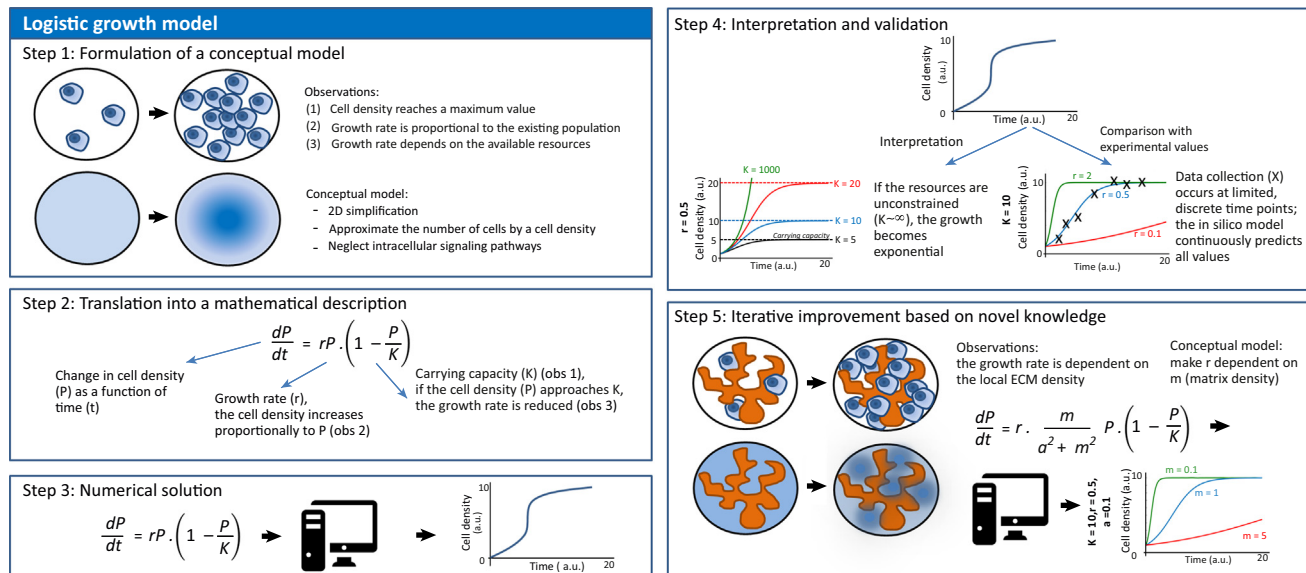 Logistic growth model
Step 1: Formulation of a conceptual model
Observations:
(1) Cell density reaches a maximum value
(2) Growth rate is proportional to the existing population
(3) Growth rate depends on the available resources
Conceptual model:
- 2D simplification
- Approximate the number of cells by a cell density
- Neglect intracellular signaling pathways
Step 2: Translation into a mathematical description
dP/dt = rP . (1 − P/K)
Change in cell density
(P) as a function of
time (t)
Growth rate (r),
the cell density increases
proportionally to P (obs 2)
Carrying capacity (K) (obs 1),
if the cell density (P) approaches K,
the growth rate is reduced (obs 3)
Step 3: Numerical solution
dP/dt = rP . (1 − P/K)
Cell density
(a.u.)
10
0
Time ( a.u.)
20
Step 4: Interpretation and validation
Cell density
(a.u.)
10
0
Time (a.u.)
20
Interpretation
Comparison with
experimental values
r = 0.5
Cell density (a.u.)
20
10
5
0
K = 1000
K = 20
K = 10
Carrying capacity
K = 5
Time (a.u.)
20
If the resources are
unconstrained
(K~∞), the growth
becomes
exponential
K = 10
Cell density (a.u.)
10
0
r = 2
X X X X X X X
r = 0.5
r = 0.1
Time (a.u.)
20
Data collection (X)
occurs at limited,
discrete time points;
the in silico model
continuously predicts
all values
Step 5: Iterative improvement based on novel knowledge
Observations:
the growth rate is dependent on
the local ECM density
Conceptual model:
make r dependent on
m (matrix density)
dP/dt = r . m/(a² + m²) P . (1 − P/K)
K = 10,r = 0.5,
a =0.1
Cell density (a.u.)
10
0
m = 0.1
m = 1
m = 5
Time (a.u.)
20